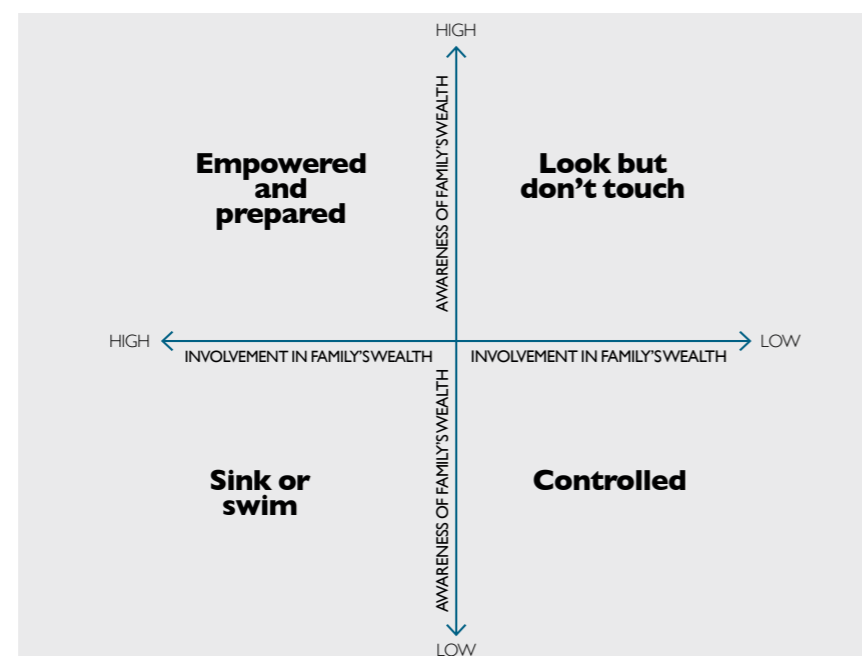 HIGH
AWARENESS OF FAMILY'S WEALTH
Empowered
and
prepared
Look but
don't touch
HIGH
LOW
INVOLVEMENT IN FAMILY'S WEALTH
INVOLVEMENT IN FAMILY'S WEALTH
AWARENESS OF FAMILY'S WEALTH
Sink or
swim
Controlled
LOW